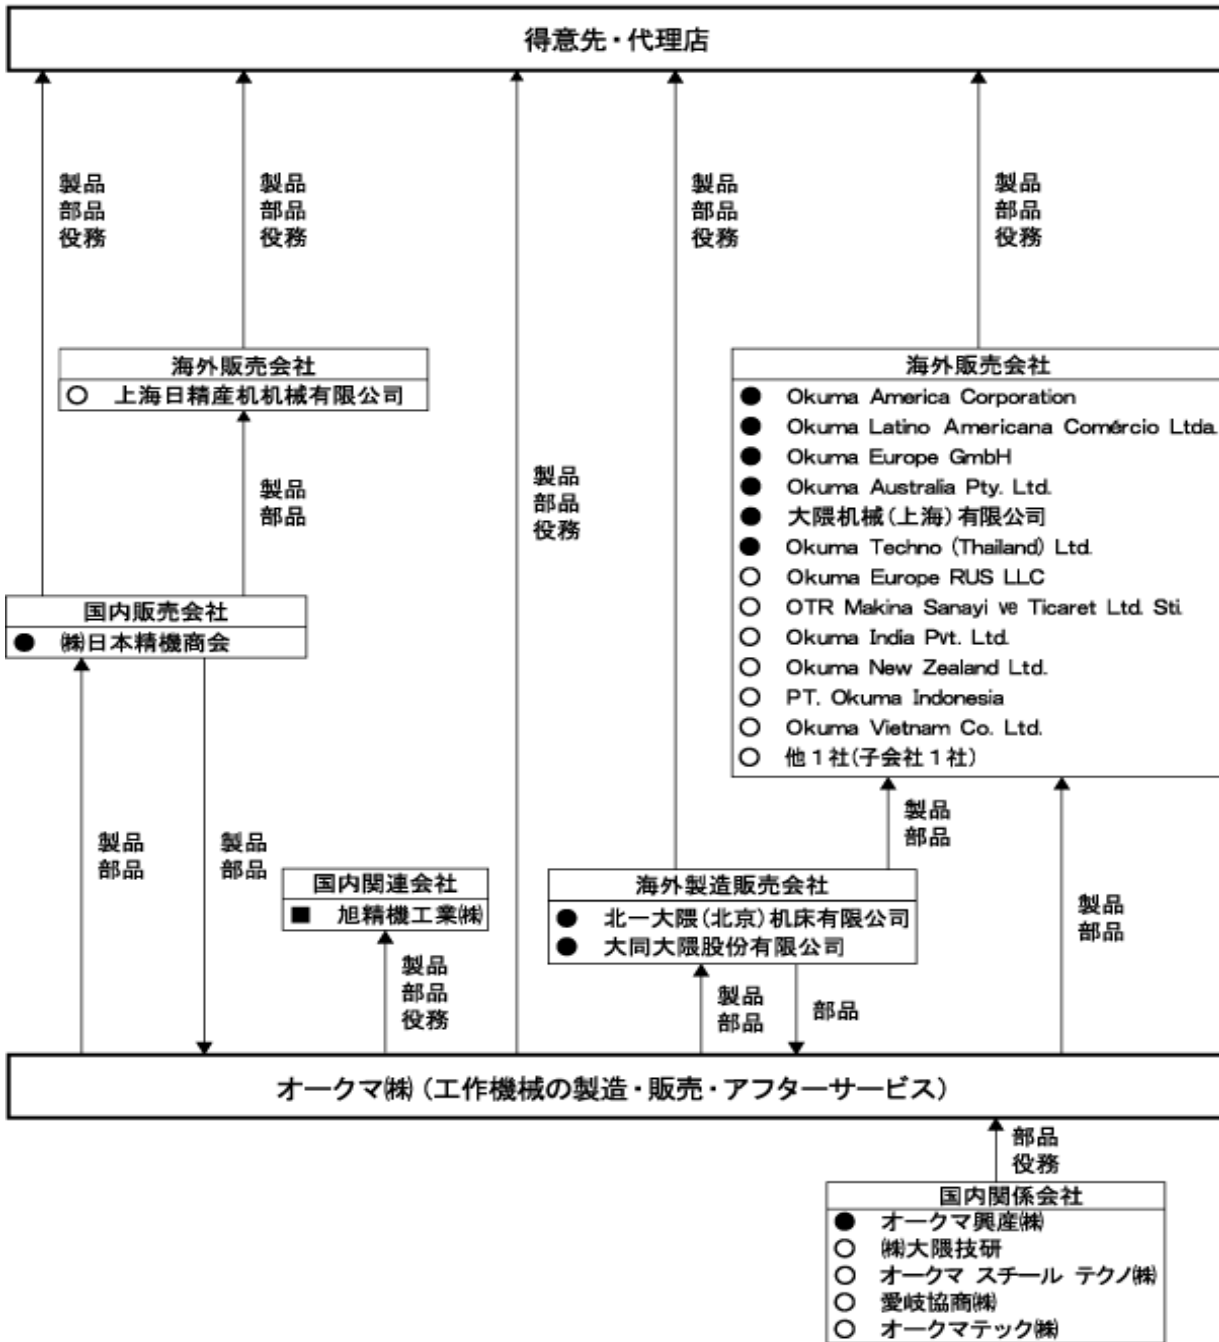 得意先・代理店
製品
部品
役務
製品
部品
役務
製品
部品
役務
製品
部品
役務
海外販売会社
○ 上海日精産机机械有限公司
海外販売会社
● Okuma America Corporation
● Okuma Latino Americana Comércio Ltda.
● Okuma Europe GmbH
● Okuma Australia Pty. Ltd.
● 大隈机械(上海)有限公司
● Okuma Techno (Thailand) Ltd.
○ Okuma Europe RUS LLC
○ OTR Makina Sanayi ve Ticaret Ltd. Sti.
○ Okuma India Pvt. Ltd.
○ Okuma New Zealand Ltd.
○ PT. Okuma Indonesia
○ Okuma Vietnam Co. Ltd.
○ 他1社(子会社1社)
製品
部品
製品
部品
役務
国内販売会社
● ㈱日本精機商会
製品
部品
製品
部品
製品
部品
国内関連会社
■ 旭精機工業㈱
海外製造販売会社
● 北一大隈(北京)机床有限公司
● 大同大隈股份有限公司
製品
部品
製品
部品
役務
製品
部品
部品
オークマ㈱(工作機械の製造・販売・アフターサービス)
部品
役務
国内関係会社
● オークマ興産㈱
○ ㈱大隈技研
○ オークマ スチール テクノ㈱
○ 愛岐協商㈱
○ オークマテック㈱